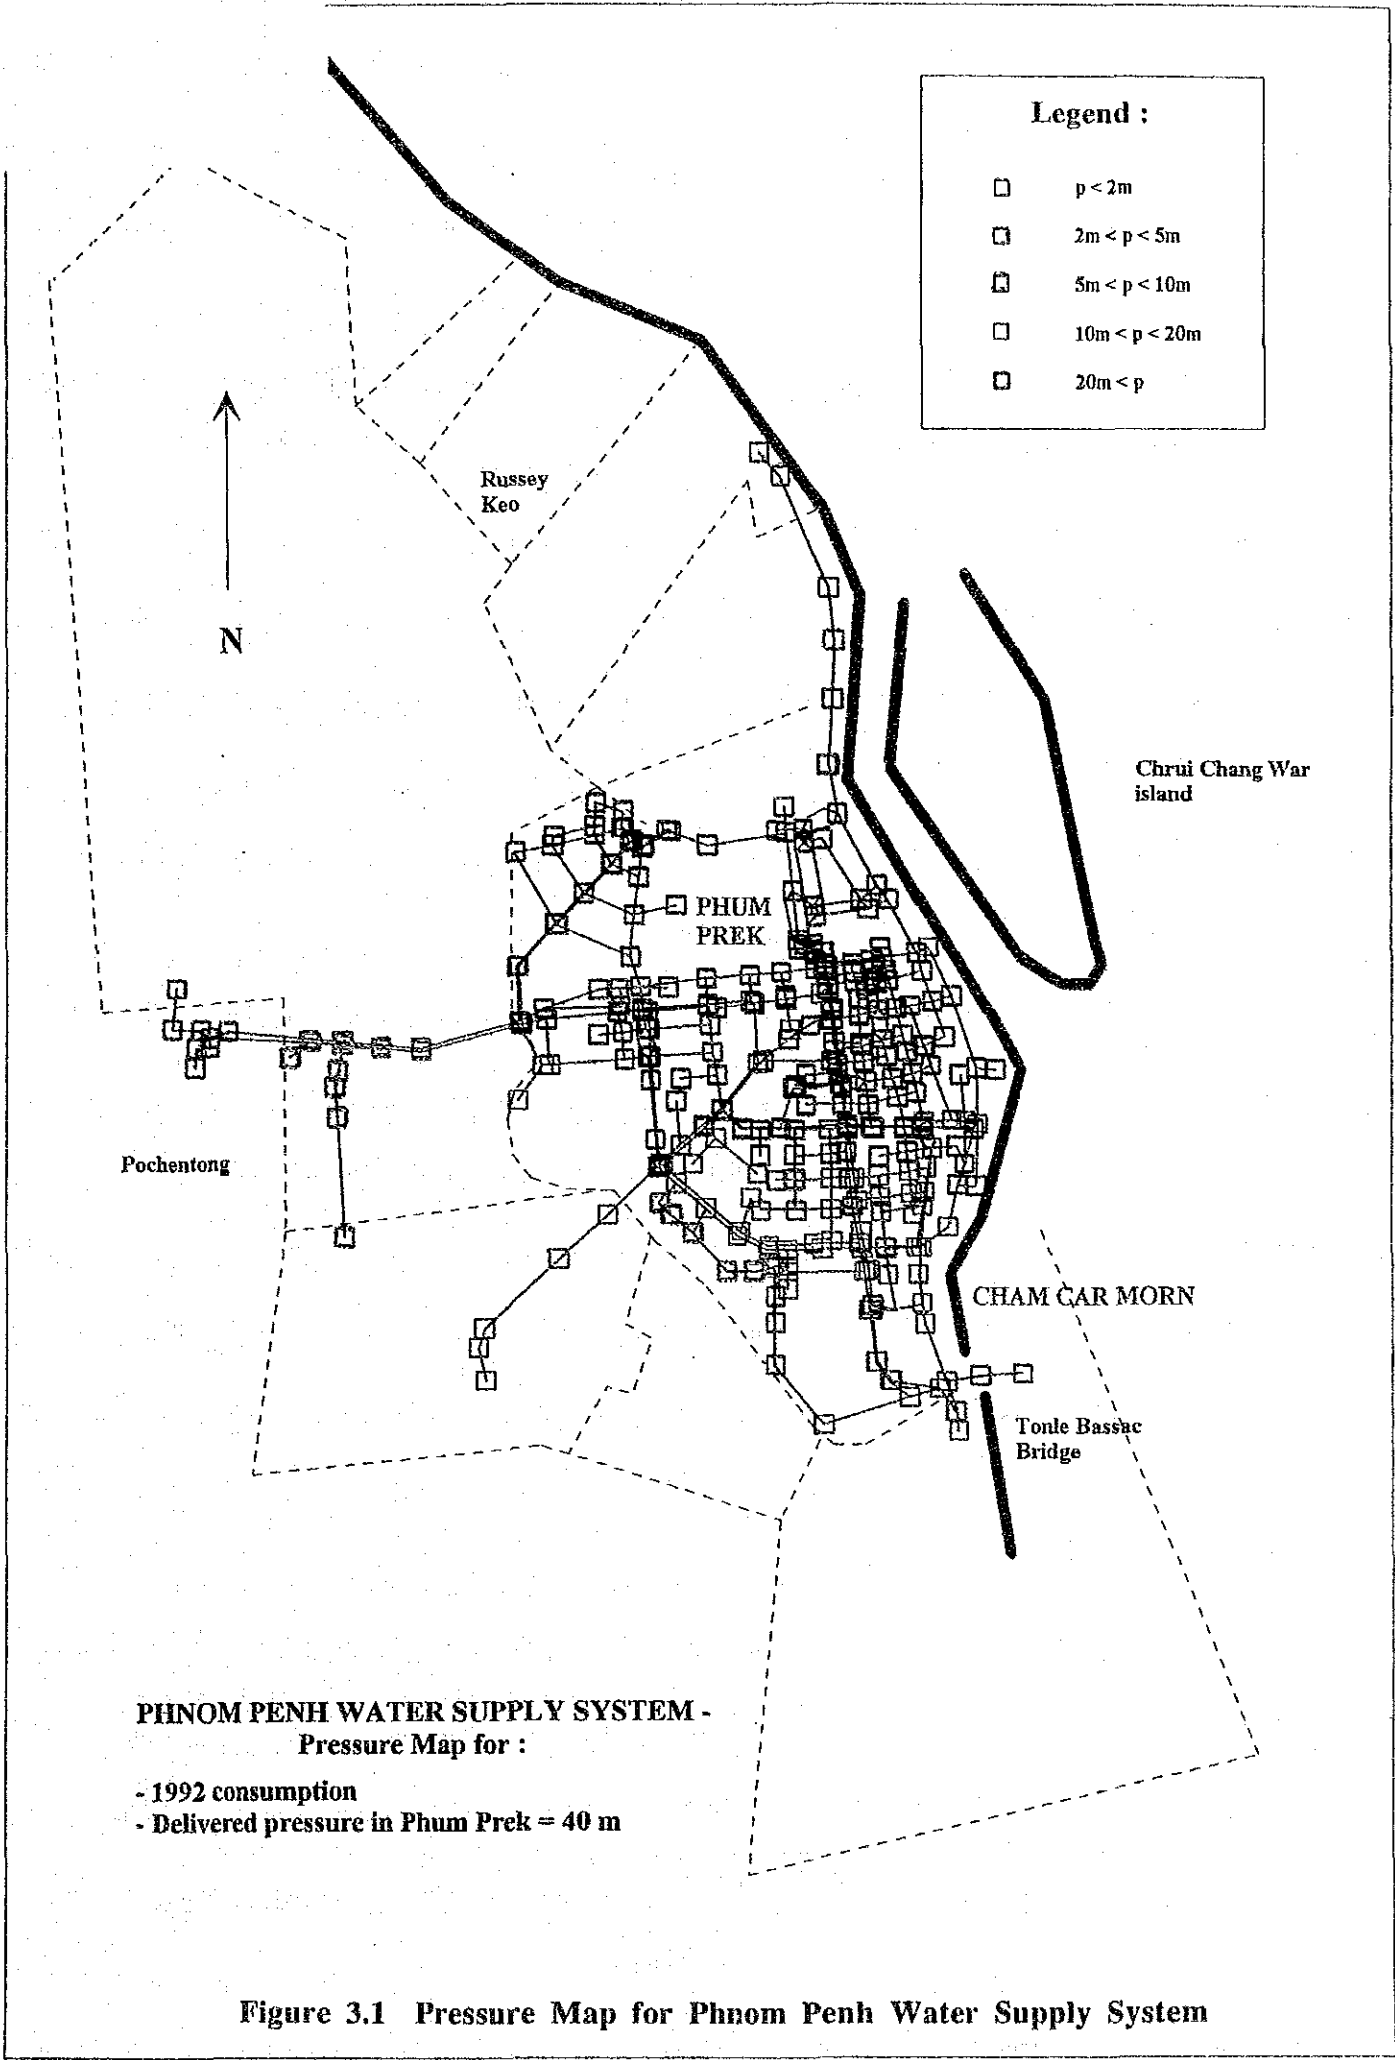 Legend :
p < 2m
2m < p < 5m
5m < p < 10m
10m < p < 20m
20m < p
Russey
Keo
N
Chrui Chang War
island
PHUM
PREK
Pochentong
CHAM CAR MORN
Tonle Bassac
Bridge
PHNOM PENH WATER SUPPLY SYSTEM -
Pressure Map for :
- 1992 consumption
- Delivered pressure in Phum Prek = 40 m
Figure 3.1 Pressure Map for Phnom Penh Water Supply System